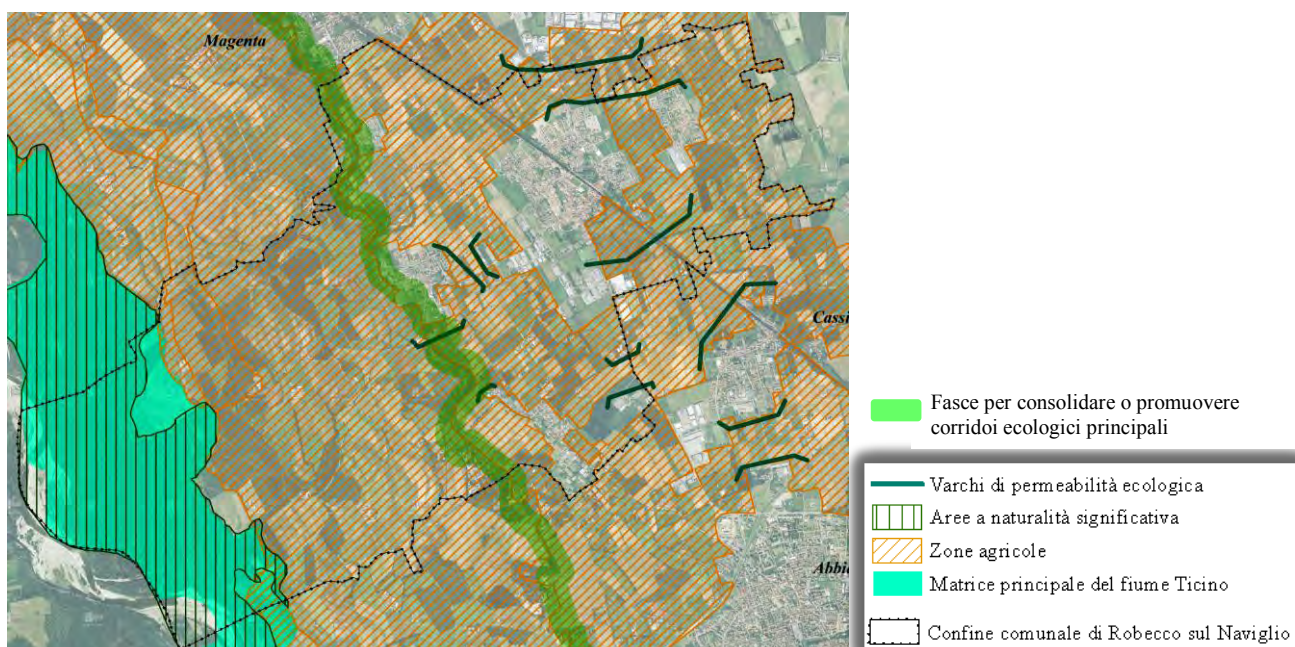 Magenta
Cassi
Abbi
Fasce per consolidare o promuovere
corridoi ecologici principali
Varchi di permeabilità ecologica
Aree a naturalità significativa
Zone agricole
Matrice principale del fiume Ticino
Confine comunale di Robecco sul Naviglio